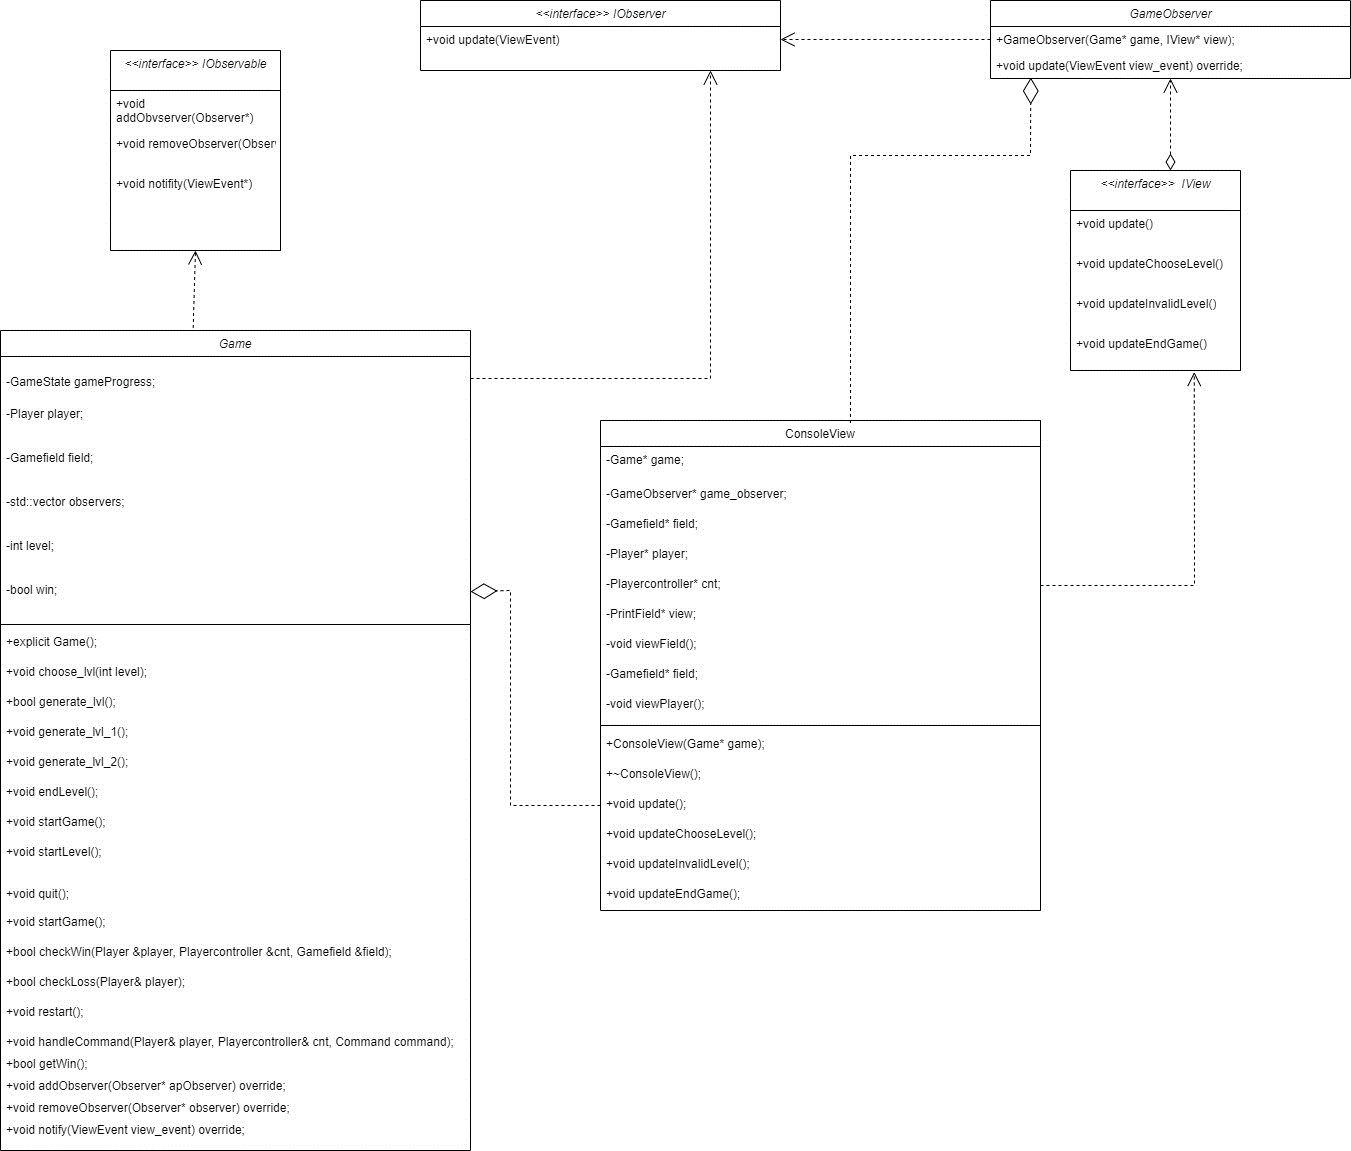 <<interface>> IObserver
+void update(ViewEvent)
GameObserver
+GameObserver(Game* game, IView* view);
+void update(ViewEvent view_event) override;
<<interface>> IObservable
+void
addObvserver(Observer*)
+void removeObserver(Obser
+void notifity(ViewEvent*)
<<interface>> IView
+void update()
+void updateChooseLevel()
+void updateInvalidLevel()
+void updateEndGame()
Game
-GameState gameProgress;
-Player player;
-Gamefield field;
-std::vector observers;
-int level;
-bool win;
+explicit Game();
+void choose_lvl(int level);
+bool generate_lvl();
+void generate_lvl_1();
+void generate_lvl_2();
+void endLevel();
+void startGame();
+void startLevel();
+void quit();
+void startGame();
+bool checkWin(Player &player, Playercontroller &cnt, Gamefield &field);
+bool checkLoss(Player& player);
+void restart();
+void handleCommand(Player& player, Playercontroller& cnt, Command command);
+bool getWin();
+void addObserver(Observer* apObserver) override;
+void removeObserver(Observer* observer) override;
+void notify(ViewEvent view_event) override;
ConsoleView
-Game* game;
-GameObserver* game_observer;
-Gamefield* field;
-Player* player;
-Playercontroller* cnt;
-PrintField* view;
-void viewField();
-Gamefield* field;
-void viewPlayer();
+ConsoleView(Game* game);
+~ConsoleView();
+void update();
+void updateChooseLevel();
+void updateInvalidLevel();
+void updateEndGame();